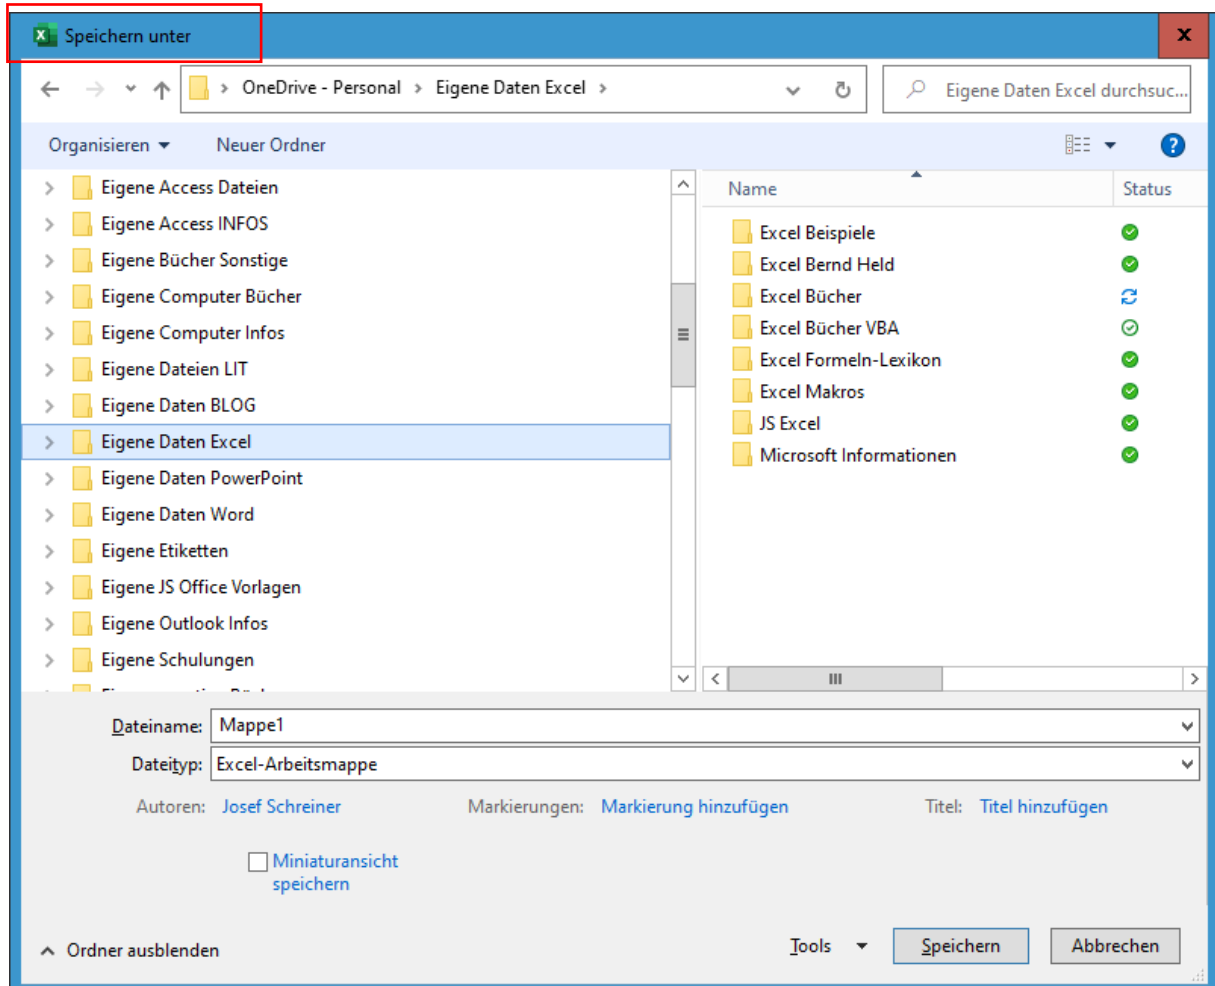 Speichern unter
OneDrive - Personal > Eigene Daten Excel >
Eigene Daten Excel durchsuc...
Organisieren
Neuer Ordner
Eigene Access Dateien
Eigene Access INFOS
Eigene Bücher Sonstige
Eigene Computer Bücher
Eigene Computer Infos
Eigene Dateien LIT
Eigene Daten BLOG
Eigene Daten Excel
Eigene Daten PowerPoint
Eigene Daten Word
Eigene Etiketten
Eigene JS Office Vorlagen
Eigene Outlook Infos
Eigene Schulungen
Name Status
Excel Beispiele
Excel Bernd Held
Excel Bücher
Excel Bücher VBA
Excel Formeln-Lexikon
Excel Makros
JS Excel
Microsoft Informationen
Dateiname: Mappe1
Dateityp: Excel-Arbeitsmappe
Autoren: Josef Schreiner Markierungen: Markierung hinzufügen Titel: Titel hinzufügen
Miniaturansicht
speichern
Ordner ausblenden
Tools Speichern Abbrechen